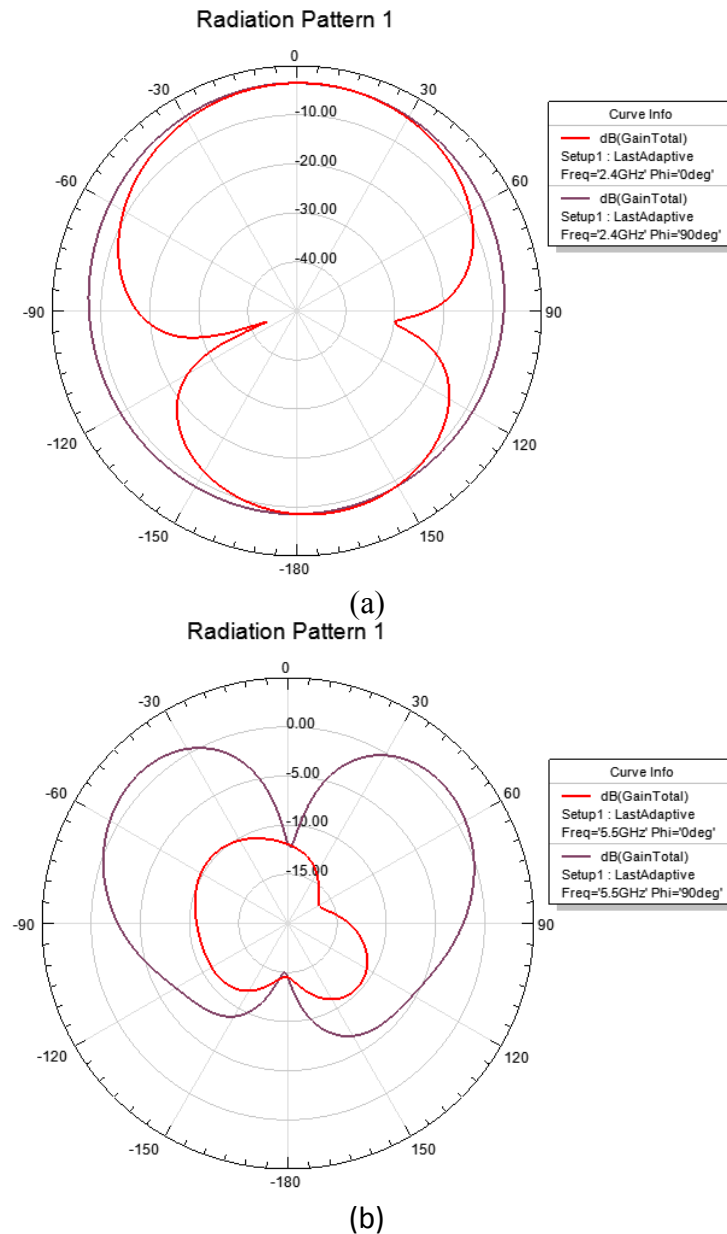 Radiation Pattern 1
0
-30
30
-10.00
-20.00
-60
60
-30.00
-40.00
-90
90
-120
120
-150
150
-180
Curve Info
dB(GainTotal)
Setup1 : LastAdaptive
Freq='2.4GHz' Phi='0deg'
dB(GainTotal)
Setup1 : LastAdaptive
Freq='2.4GHz' Phi='90deg'
(a)
Radiation Pattern 1
0
-30
30
0.00
-5.00
-60
60
-10.00
-15.00
-90
90
-120
120
-150
150
-180
Curve Info
dB(GainTotal)
Setup1 : LastAdaptive
Freq='5.5GHz' Phi='0deg'
dB(GainTotal)
Setup1 : LastAdaptive
Freq='5.5GHz' Phi='90deg'
(b)